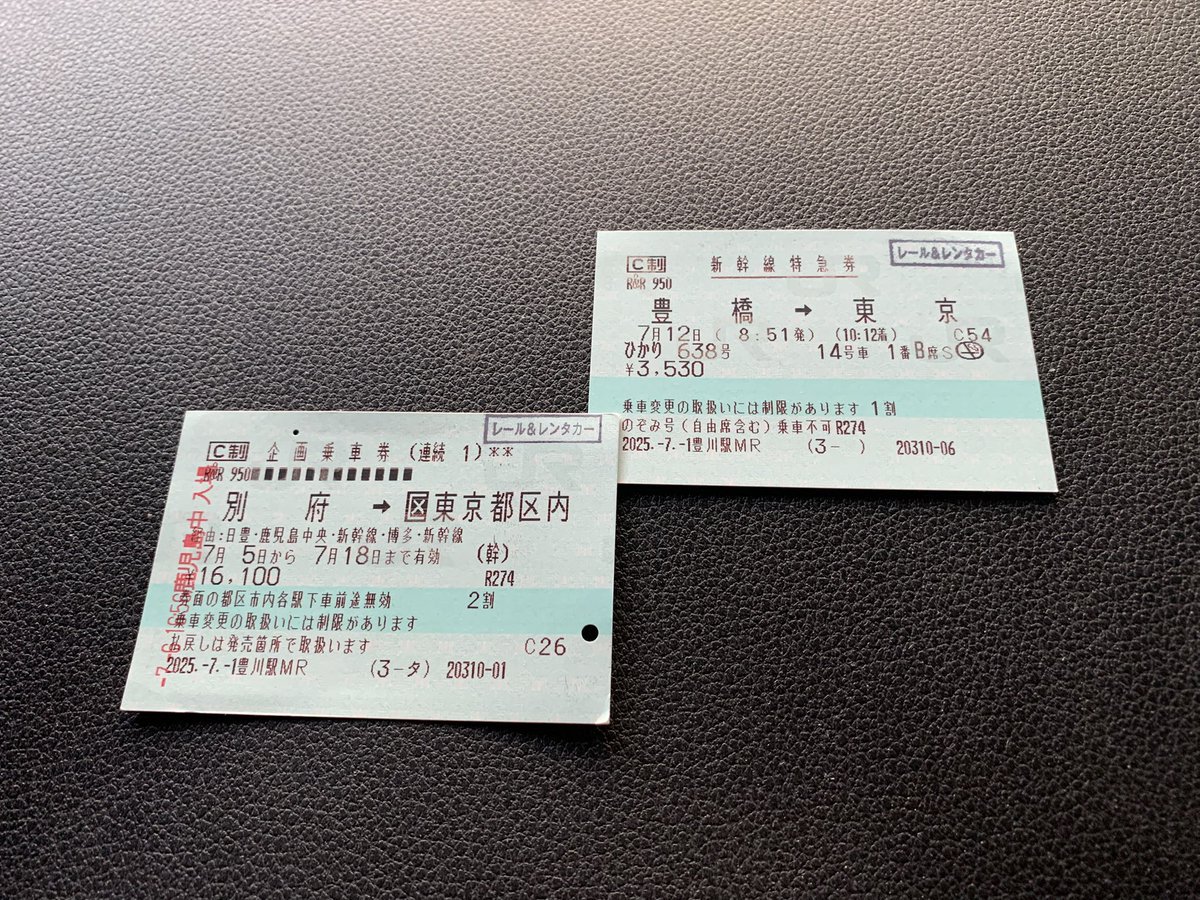 C制 企画乗車券 (連続 1)**
レール&レンタカー
R&R 950 ■■■■■■■■■■■■
別府 → 区東京都区内
経由:日豊・鹿児島中央・新幹線・博多・新幹線
7月 5日から 7月18日まで有効 (幹)
¥16,100 R274
券面の都区市内各駅下車前途無効 2割
乗車変更の取扱いには制限があります
払戻しは発売箇所で取扱います C26
2025.-7.-1豊川駅MR (3-タ) 20310-01
鹿児島中 入場
C制 新幹線特急券
レール&レンタカー
R&R 950
豊橋 → 東京
7月12日 ( 8:51発) (10:12着) C54
ひかり 638号 14号車 1番B席S
¥3,530
乗車変更の取扱いには制限があります 1割
のぞみ号(自由席含む)乗車不可R274
2025.-7.-1豊川駅MR (3- ) 20310-06